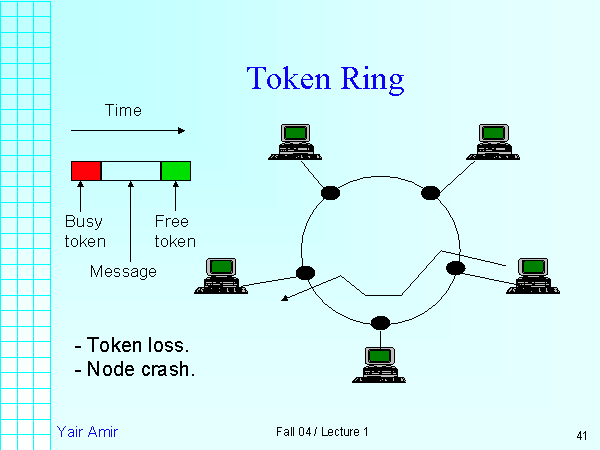 Token Ring
Time
Busy
token
Free
token
Message
- Token loss.
- Node crash.
Yair Amir
Fall 04 / Lecture 1
41